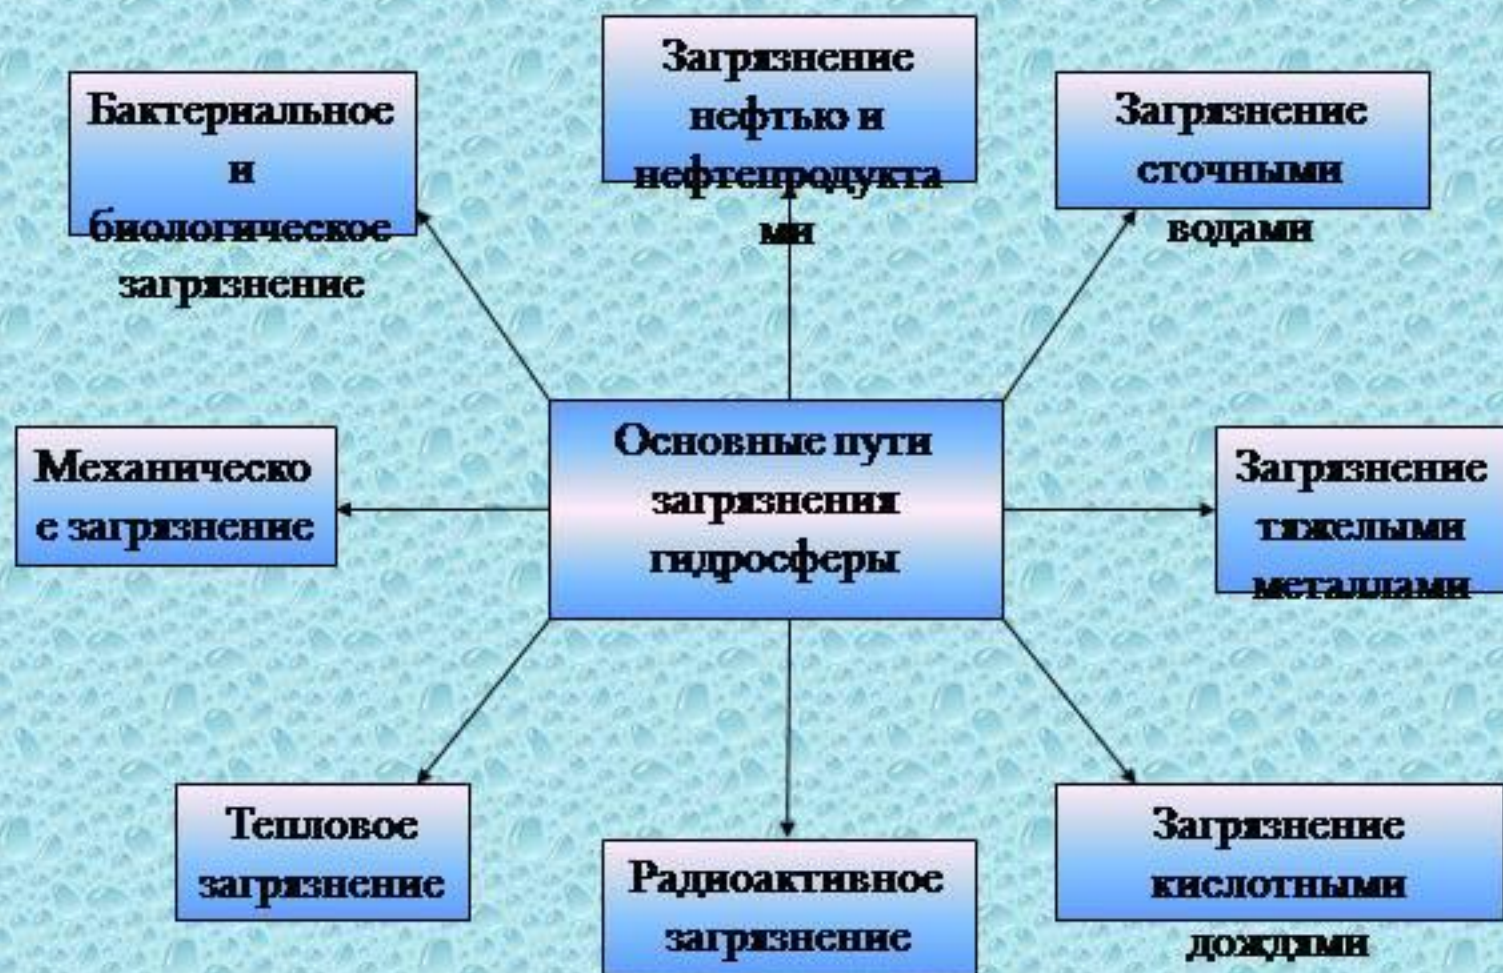 Загрязнение
нефтью и
нефтепродукта
ми
Бактериальное
и
биологическое
загрязнение
Загрязнение
сточными
водами
Механическо
е загрязнение
Основные пути
загрязнения
гидросферы
Загрязнение
тяжелыми
металлами
Тепловое
загрязнение
Радиоактивное
загрязнение
Загрязнение
кислотными
дождями